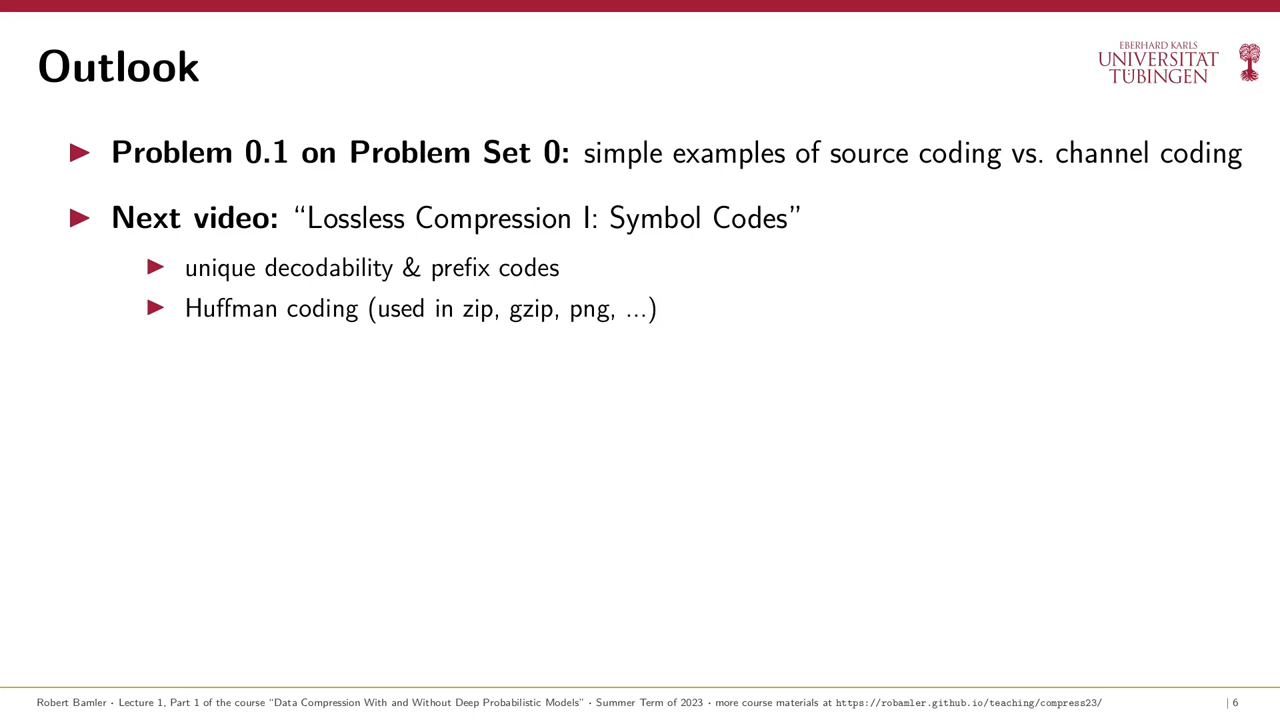 Outlook
EBERHARD KARLS
UNIVERSITÄT
TÜBINGEN
Problem 0.1 on Problem Set 0: simple examples of source coding vs. channel coding
Next video: “Lossless Compression I: Symbol Codes”
unique decodability & prefix codes
Huffman coding (used in zip, gzip, png, ...)
Robert Bamler · Lecture 1, Part 1 of the course “Data Compression With and Without Deep Probabilistic Models” · Summer Term of 2023 · more course materials at https://robamler.github.io/teaching/compress23/ | 6